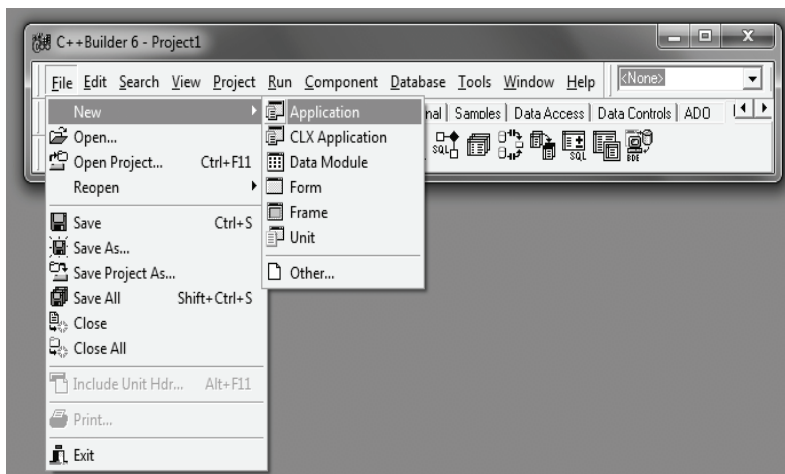 C++Builder 6 - Project1
File Edit Search View Project Run Component Database Tools Window Help <None>
New
Open...
Open Project... Ctrl+F11
Reopen
Save Ctrl+S
Save As...
Save Project As...
Save All Shift+Ctrl+S
Close
Close All
Include Unit Hdr... Alt+F11
Print...
Exit
Application
CLX Application
Data Module
Form
Frame
Unit
Other...
nal Samples Data Access Data Controls ADO
SQL SQL BDE